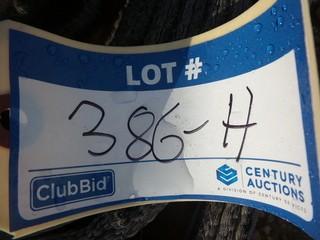 LOT #
386-H
ClubBid
CENTURY
AUCTIONS
A DIVISION OF CENTURY SERVICES